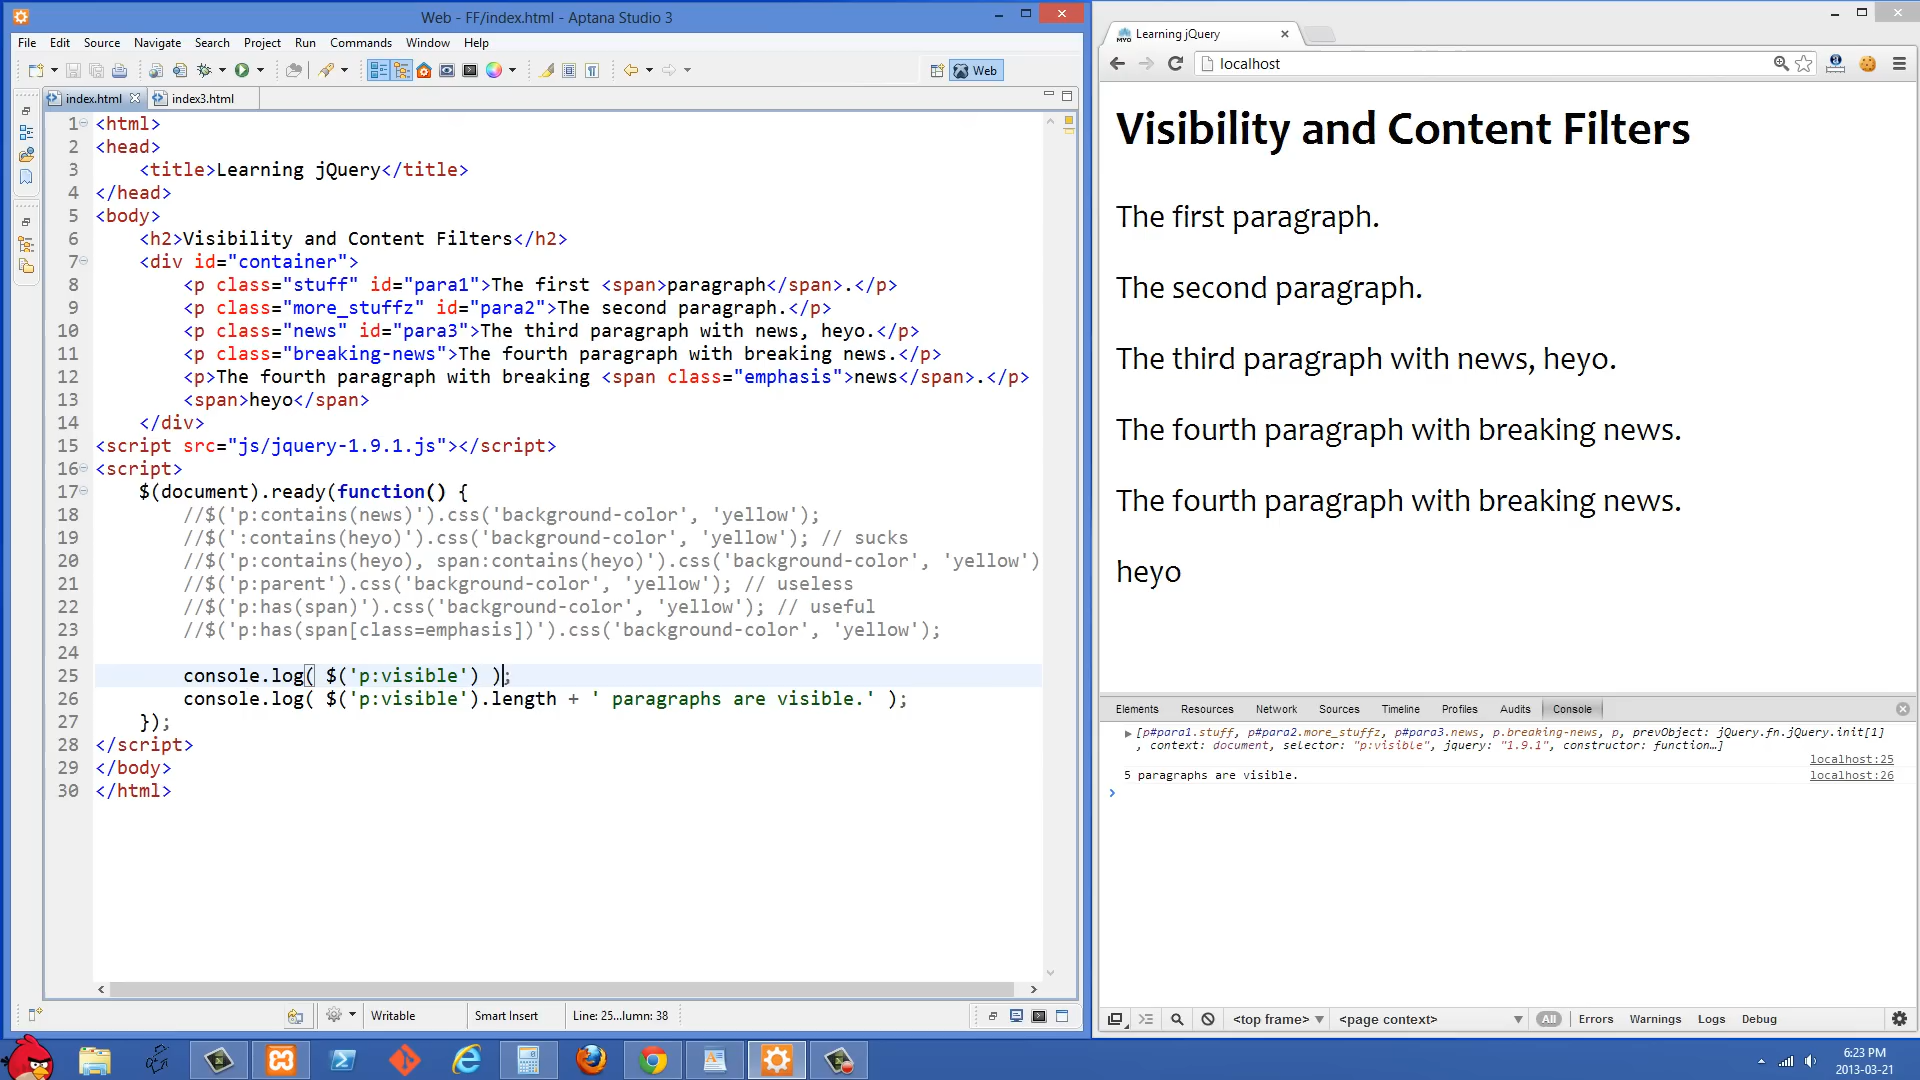 Web - FF/index.html - Aptana Studio 3
File Edit Source Navigate Search Project Run Commands Window Help
Web
index.html
index3.html
1 <html>
2 <head>
3 <title>Learning jQuery</title>
4 </head>
5 <body>
6 <h2>Visibility and Content Filters</h2>
7 <div id="container">
8 <p class="stuff" id="para1">The first <span>paragraph</span>.</p>
9 <p class="more_stuffz" id="para2">The second paragraph.</p>
10 <p class="news" id="para3">The third paragraph with news, heyo.</p>
11 <p class="breaking-news">The fourth paragraph with breaking news.</p>
12 <p>The fourth paragraph with breaking <span class="emphasis">news</span>.</p>
13 <span>heyo</span>
14 </div>
15 <script src="js/jquery-1.9.1.js"></script>
16 <script>
17 $(document).ready(function() {
18 //$('p:contains(news)').css('background-color', 'yellow');
19 //$(':contains(heyo)').css('background-color', 'yellow'); // sucks
20 //$('p:contains(heyo), span:contains(heyo)').css('background-color', 'yellow')
21 //$('p:parent').css('background-color', 'yellow'); // useless
22 //$('p:has(span)').css('background-color', 'yellow'); // useful
23 //$('p:has(span[class=emphasis])').css('background-color', 'yellow');
24
25 console.log( $('p:visible') );
26 console.log( $('p:visible').length + ' paragraphs are visible.' );
27 });
28 </script>
29 </body>
30 </html>
Writable
Smart Insert
Line: 25...lumn: 38
Learning jQuery
localhost
Visibility and Content Filters
The first paragraph.
The second paragraph.
The third paragraph with news, heyo.
The fourth paragraph with breaking news.
The fourth paragraph with breaking news.
heyo
Elements Resources Network Sources Timeline Profiles Audits Console
[p#para1.stuff, p#para2.more_stuffz, p#para3.news, p.breaking-news, p, prevObject: jQuery.fn.jQuery.init[1]
, context: document, selector: "p:visible", jquery: "1.9.1", constructor: function…]
localhost:25
5 paragraphs are visible.
localhost:26
<top frame>
<page context>
All Errors Warnings Logs Debug
6:23 PM
2013-03-21